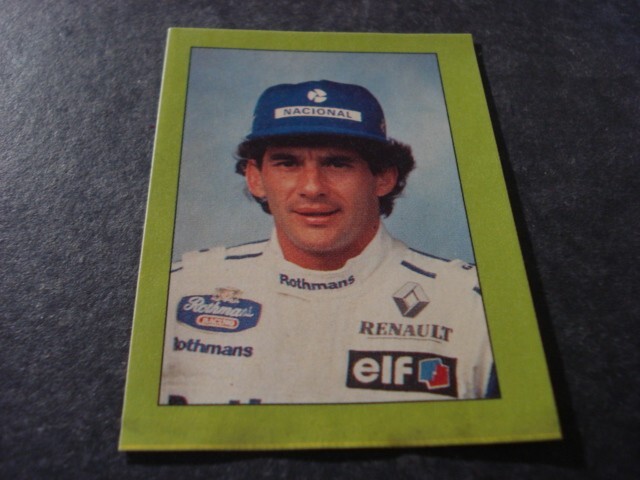 NACIONAL
Rothmans
Rothmans
RACING
RENAULT
Rothmans
elf